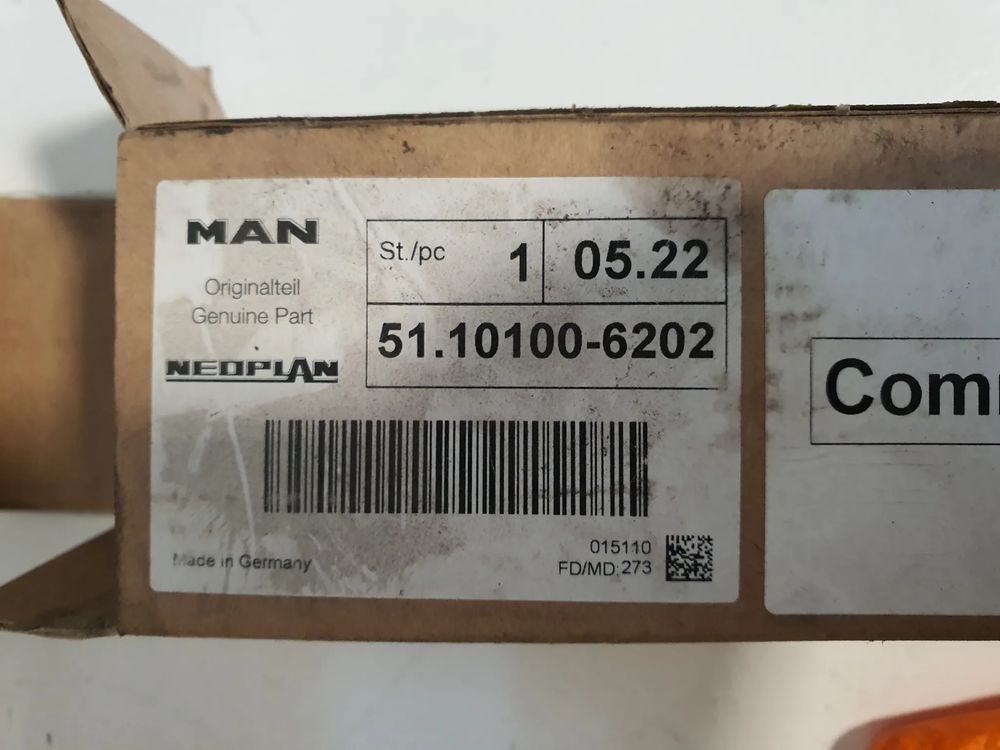 MAN
Originalteil
Genuine Part
NEOPLAN
St./pc 1 05.22
51.10100-6202
Made in Germany
015110
FD/MD:273